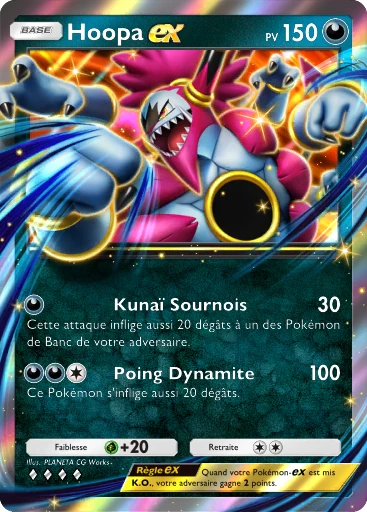 BASE Hoopa ex PV 150
Kunaï Sournois 30
Cette attaque inflige aussi 20 dégâts à un des Pokémon
de Banc de votre adversaire.
Poing Dynamite 100
Ce Pokémon s'inflige aussi 20 dégâts.
Faiblesse +20 Retraite
Illus. PLANETA CG Works
Règle ex Quand votre Pokémon-ex est mis
K.O., votre adversaire gagne 2 points.